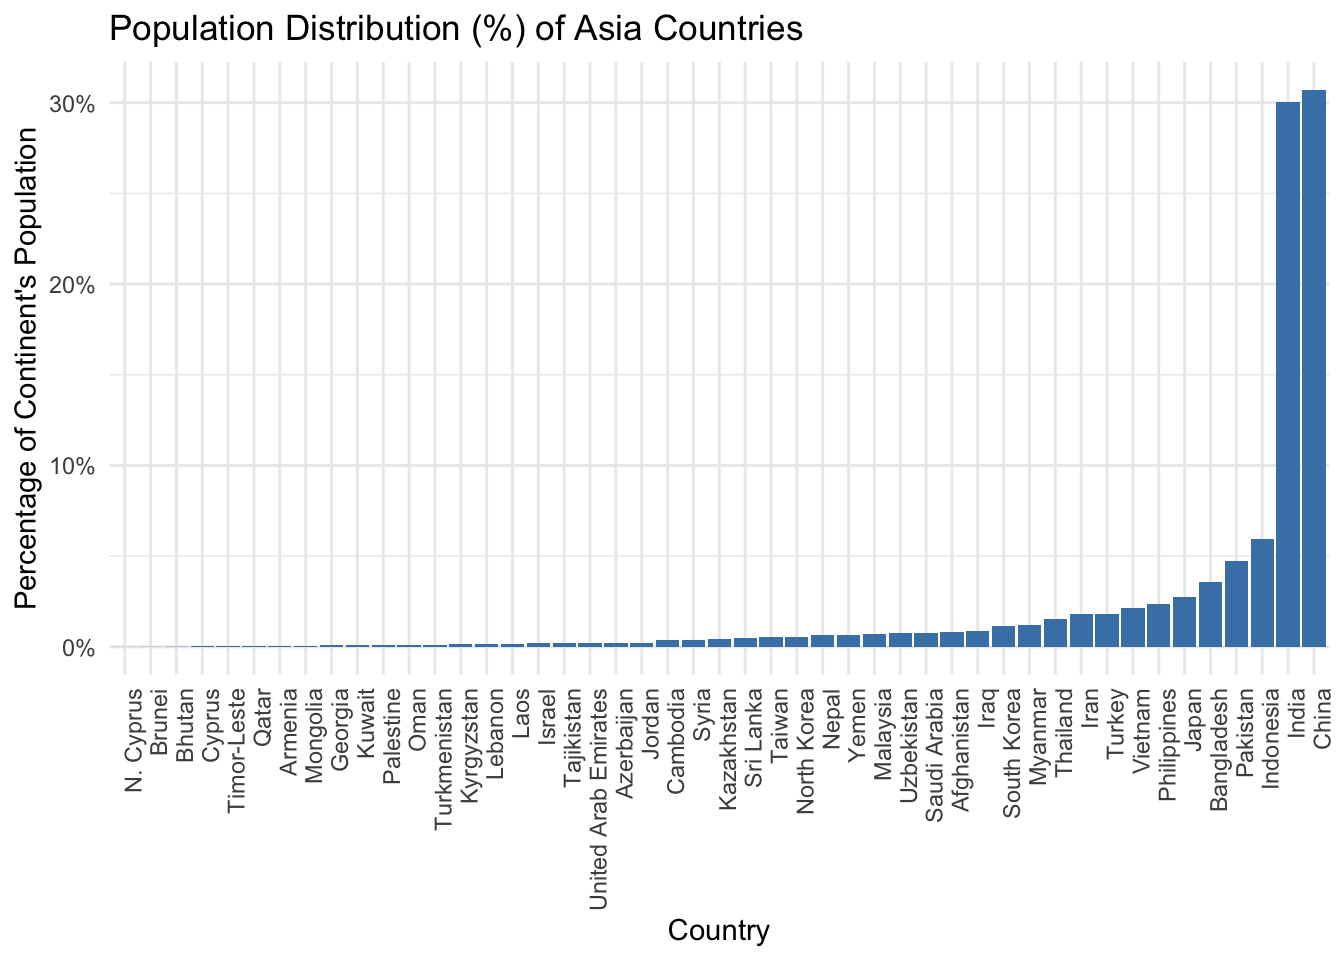 Population Distribution (%) of Asia Countries
Percentage of Continent's Population
30%
20%
10%
0%
N. Cyprus
Brunei
Bhutan
Cyprus
Timor-Leste
Qatar
Armenia
Mongolia
Georgia
Kuwait
Palestine
Oman
Turkmenistan
Kyrgyzstan
Lebanon
Laos
Israel
Tajikistan
United Arab Emirates
Azerbaijan
Jordan
Cambodia
Syria
Kazakhstan
Sri Lanka
Taiwan
North Korea
Nepal
Yemen
Malaysia
Uzbekistan
Saudi Arabia
Afghanistan
Iraq
South Korea
Myanmar
Thailand
Iran
Turkey
Vietnam
Philippines
Japan
Bangladesh
Pakistan
Indonesia
India
China
Country